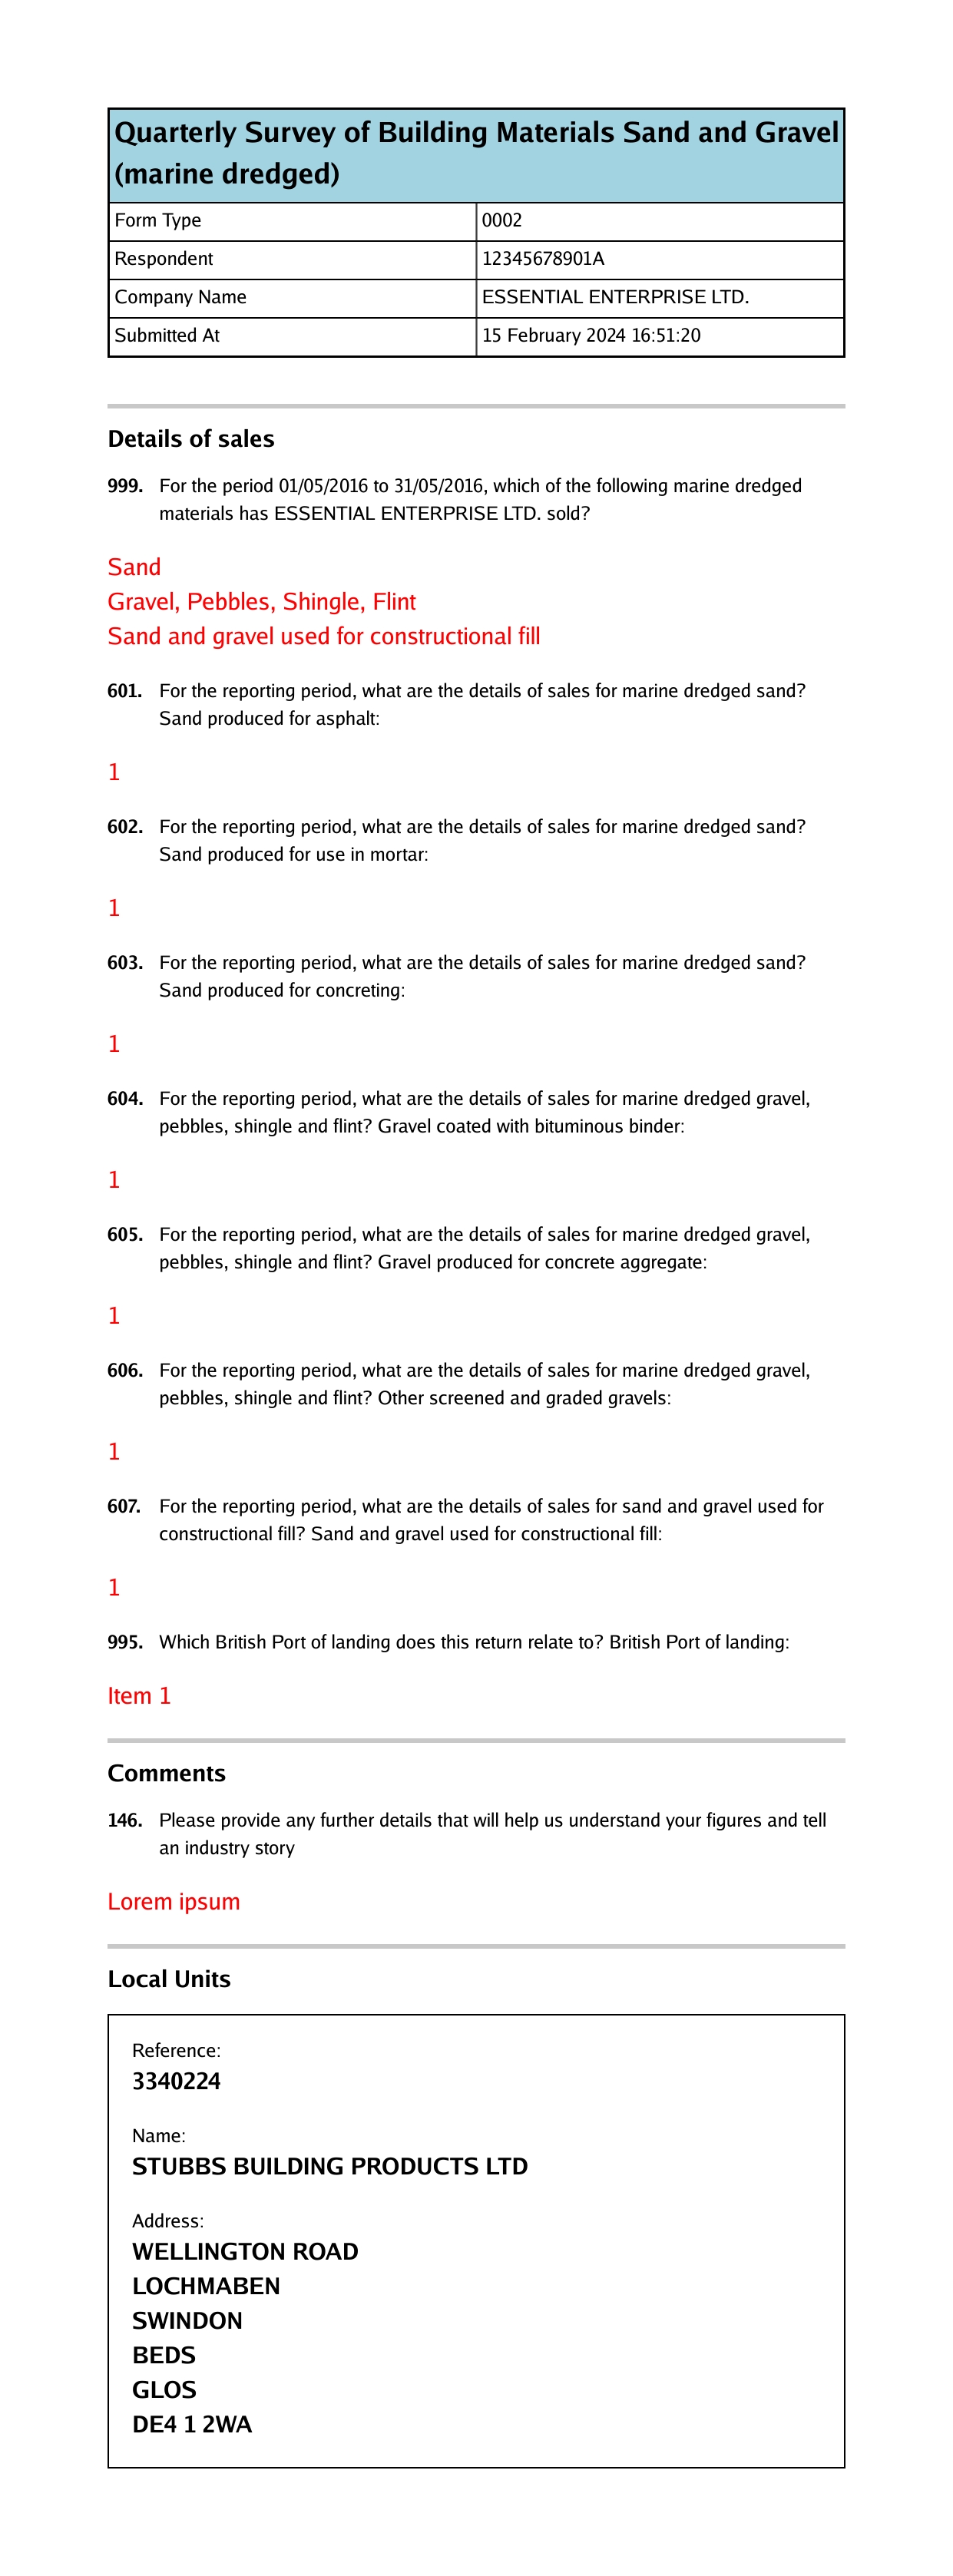 Quarterly Survey of Building Materials Sand and Gravel
(marine dredged)
Form Type 0002
Respondent 12345678901A
Company Name ESSENTIAL ENTERPRISE LTD.
Submitted At 15 February 2024 16:51:20
Details of sales
999. For the period 01/05/2016 to 31/05/2016, which of the following marine dredged
materials has ESSENTIAL ENTERPRISE LTD. sold?
Sand
Gravel, Pebbles, Shingle, Flint
Sand and gravel used for constructional fill
601. For the reporting period, what are the details of sales for marine dredged sand?
Sand produced for asphalt:
1
602. For the reporting period, what are the details of sales for marine dredged sand?
Sand produced for use in mortar:
1
603. For the reporting period, what are the details of sales for marine dredged sand?
Sand produced for concreting:
1
604. For the reporting period, what are the details of sales for marine dredged gravel,
pebbles, shingle and flint? Gravel coated with bituminous binder:
1
605. For the reporting period, what are the details of sales for marine dredged gravel,
pebbles, shingle and flint? Gravel produced for concrete aggregate:
1
606. For the reporting period, what are the details of sales for marine dredged gravel,
pebbles, shingle and flint? Other screened and graded gravels:
1
607. For the reporting period, what are the details of sales for sand and gravel used for
constructional fill? Sand and gravel used for constructional fill:
1
995. Which British Port of landing does this return relate to? British Port of landing:
Item 1
Comments
146. Please provide any further details that will help us understand your figures and tell
an industry story
Lorem ipsum
Local Units
Reference:
3340224
Name:
STUBBS BUILDING PRODUCTS LTD
Address:
WELLINGTON ROAD
LOCHMABEN
SWINDON
BEDS
GLOS
DE4 1 2WA